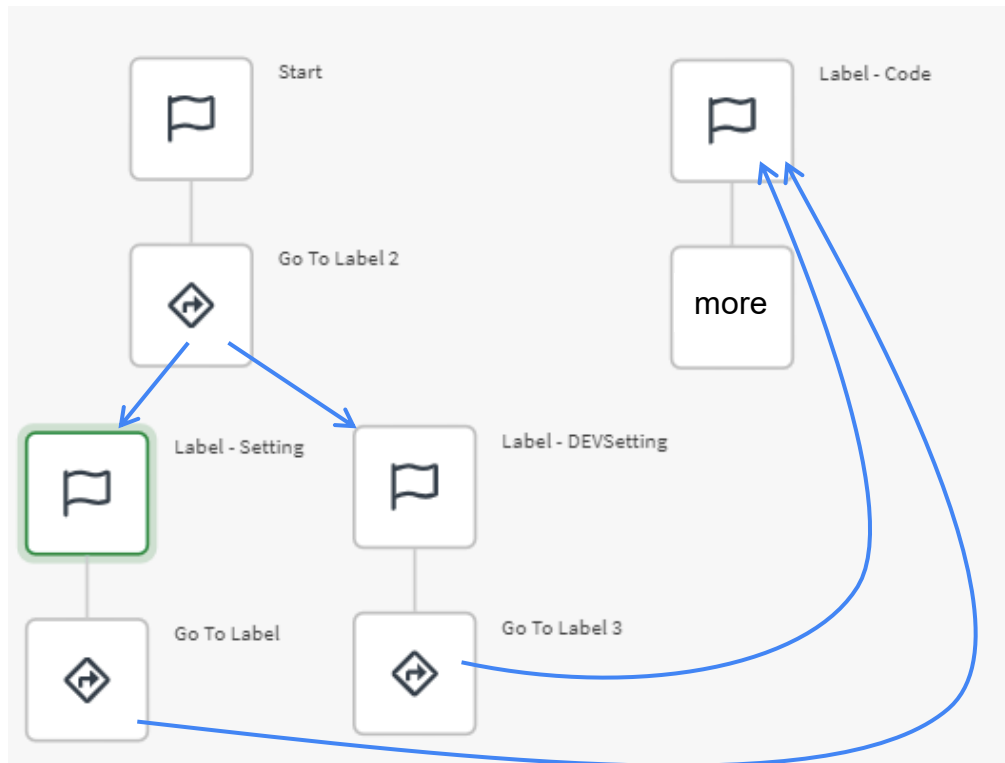 Start
Label - Code
Go To Label 2
more
Label - Setting
Label - DEVSetting
Go To Label
Go To Label 3